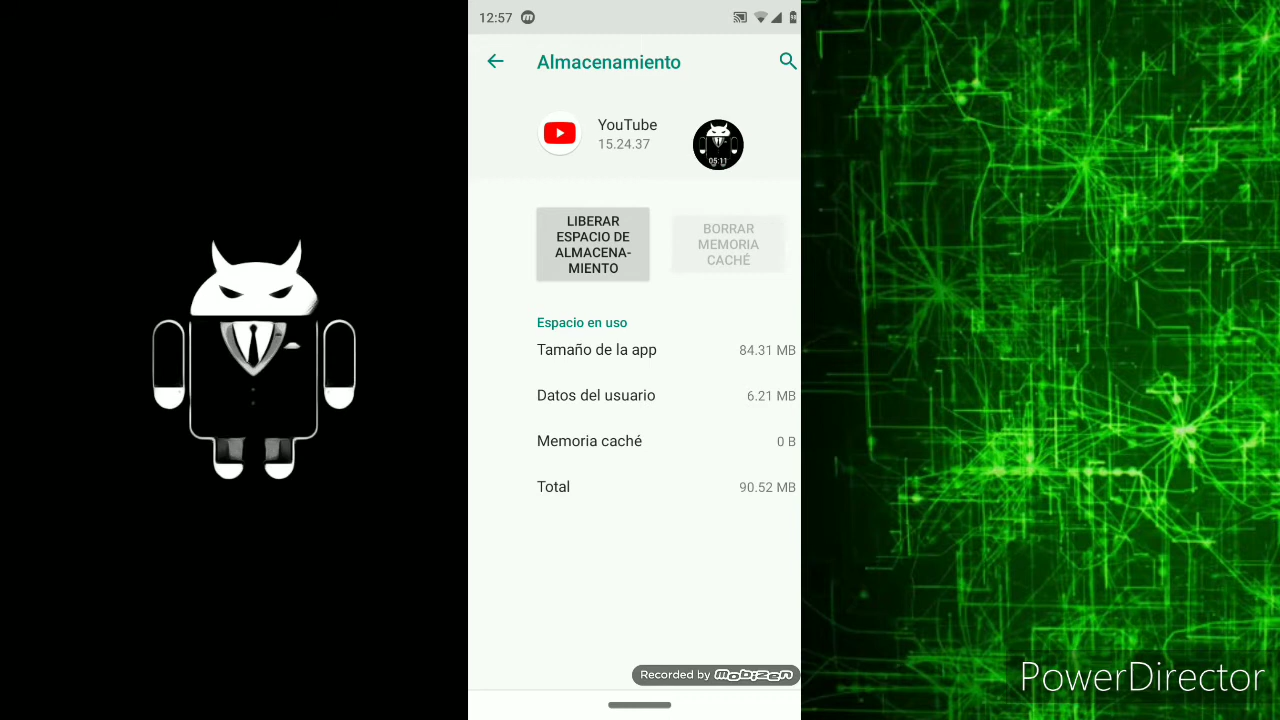 12:57
Almacenamiento
YouTube
15.24.37
05:11
LIBERAR
ESPACIO DE
ALMACENA-
MIENTO
BORRAR
MEMORIA
CACHÉ
Espacio en uso
Tamaño de la app 84.31 MB
Datos del usuario 6.21 MB
Memoria caché 0 B
Total 90.52 MB
Recorded by mobizen
PowerDirector